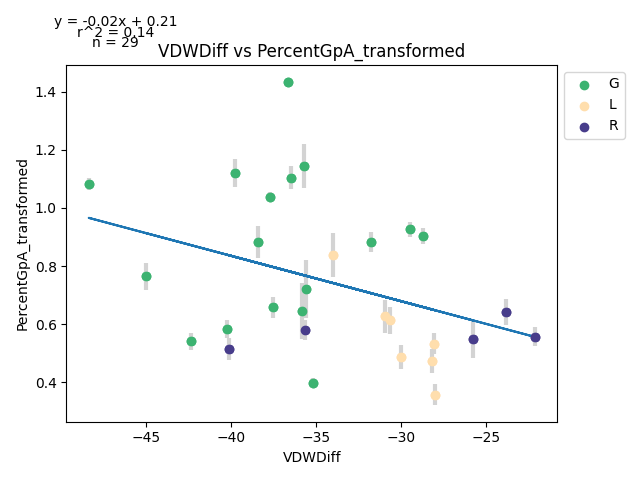 y = -0.02x + 0.21
r^2 = 0.14
n = 29
VDWDiff vs PercentGpA_transformed
G
L
R
PercentGpA_transformed
1.4
1.2
1.0
0.8
0.6
0.4
−45
−40
−35
−30
−25
VDWDiff